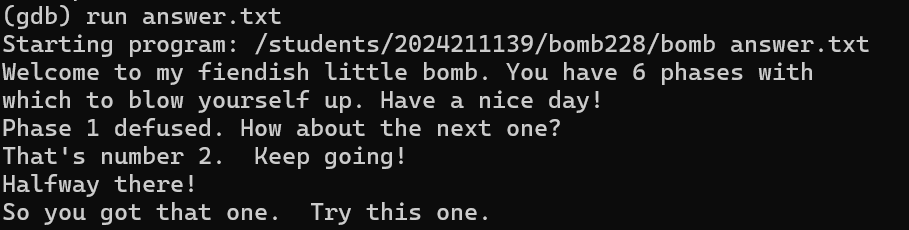 (gdb) run answer.txt
Starting program: /students/2024211139/bomb228/bomb answer.txt
Welcome to my fiendish little bomb. You have 6 phases with
which to blow yourself up. Have a nice day!
Phase 1 defused. How about the next one?
That's number 2.  Keep going!
Halfway there!
So you got that one.  Try this one.